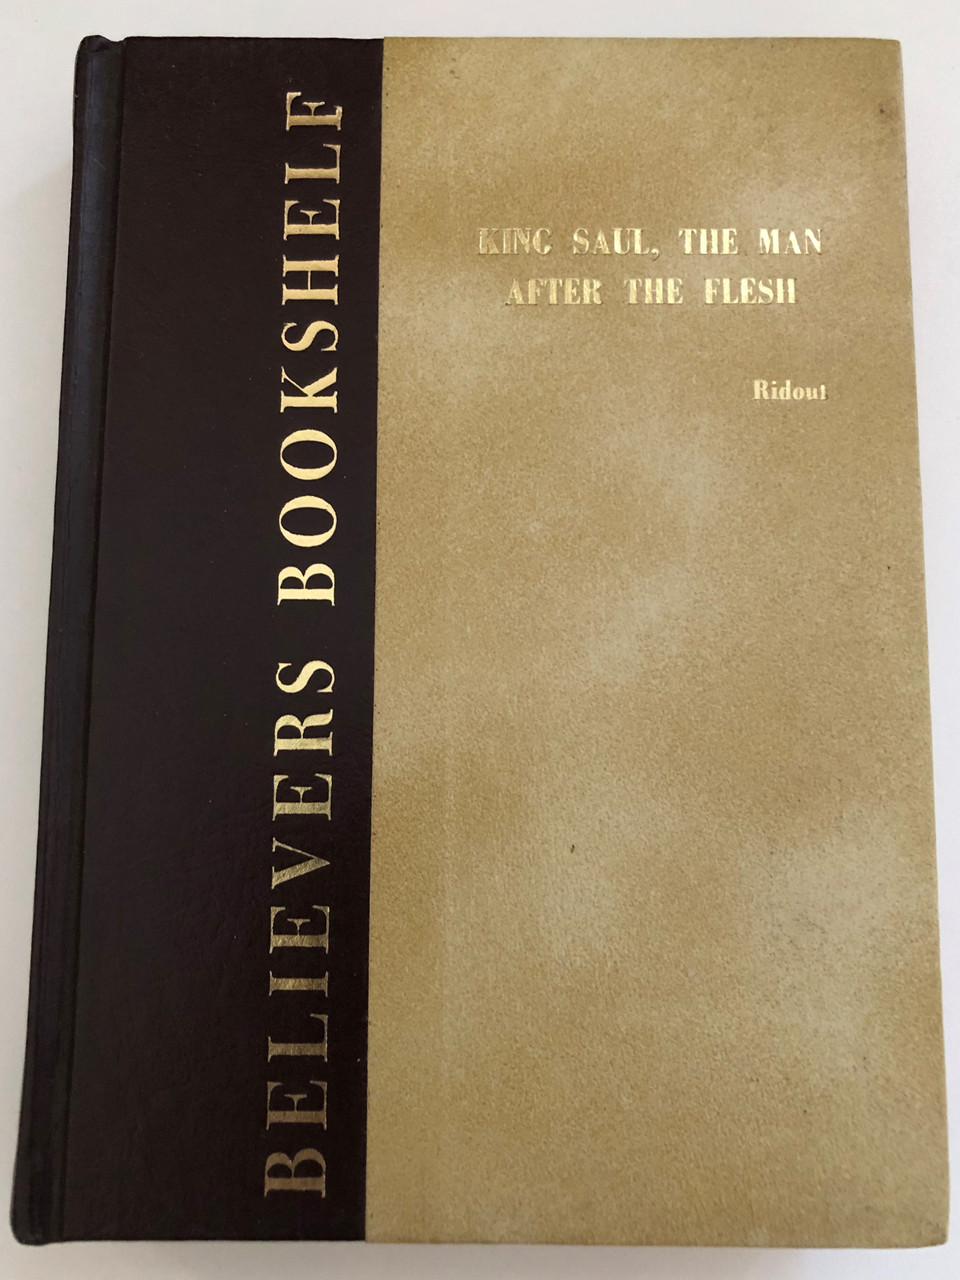 BELIEVERS BOOKSHELF
KING SAUL, THE MAN
AFTER THE FLESH
Ridout